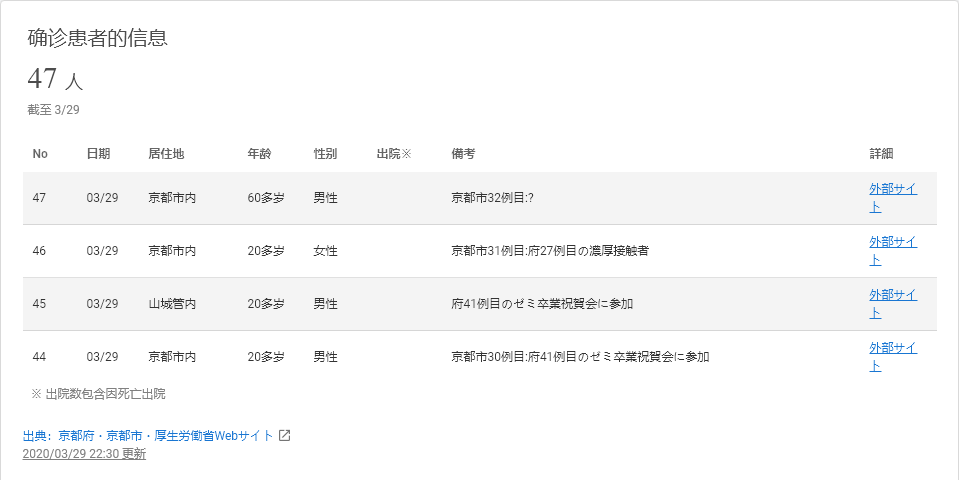 确诊患者的信息
47 人
截至 3/29
No 日期 居住地 年龄 性别 出院※ 備考 詳細
47 03/29 京都市内 60多岁 男性 京都市32例目:? 外部サイ
ト
46 03/29 京都市内 20多岁 女性 京都市31例目:府27例目の濃厚接触者 外部サイ
ト
45 03/29 山城管内 20多岁 男性 府41例目のゼミ卒業祝賀会に参加 外部サイ
ト
44 03/29 京都市内 20多岁 男性 京都市30例目:府41例目のゼミ卒業祝賀会に参加 外部サイ
ト
※ 出院数包含因死亡出院
出典：京都府・京都市・厚生労働省Webサイト
2020/03/29 22:30 更新